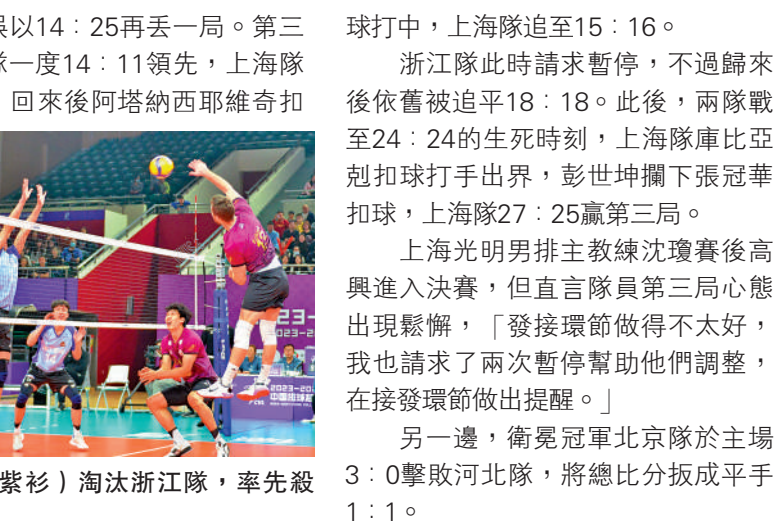 以14：25再丟一局。第三
一度14：11領先，上海隊
回來後阿塔納西耶維奇扣
紫衫）淘汰浙江隊，率先殺
球打中，上海隊追至15：16。
浙江隊此時請求暫停，不過歸來
後依舊被追平18：18。此後，兩隊戰
至24：24的生死時刻，上海隊庫比亞
剋扣球打手出界，彭世坤攔下張冠華
扣球，上海隊27：25贏第三局。
上海光明男排主教練沈瓊賽後高
興進入決賽，但直言隊員第三局心態
出現鬆懈，「發接環節做得不太好，
我也請求了兩次暫停幫助他們調整，
在接發環節做出提醒。」
另一邊，衛冕冠軍北京隊於主場
3：0擊敗河北隊，將總比分扳成平手
1：1。